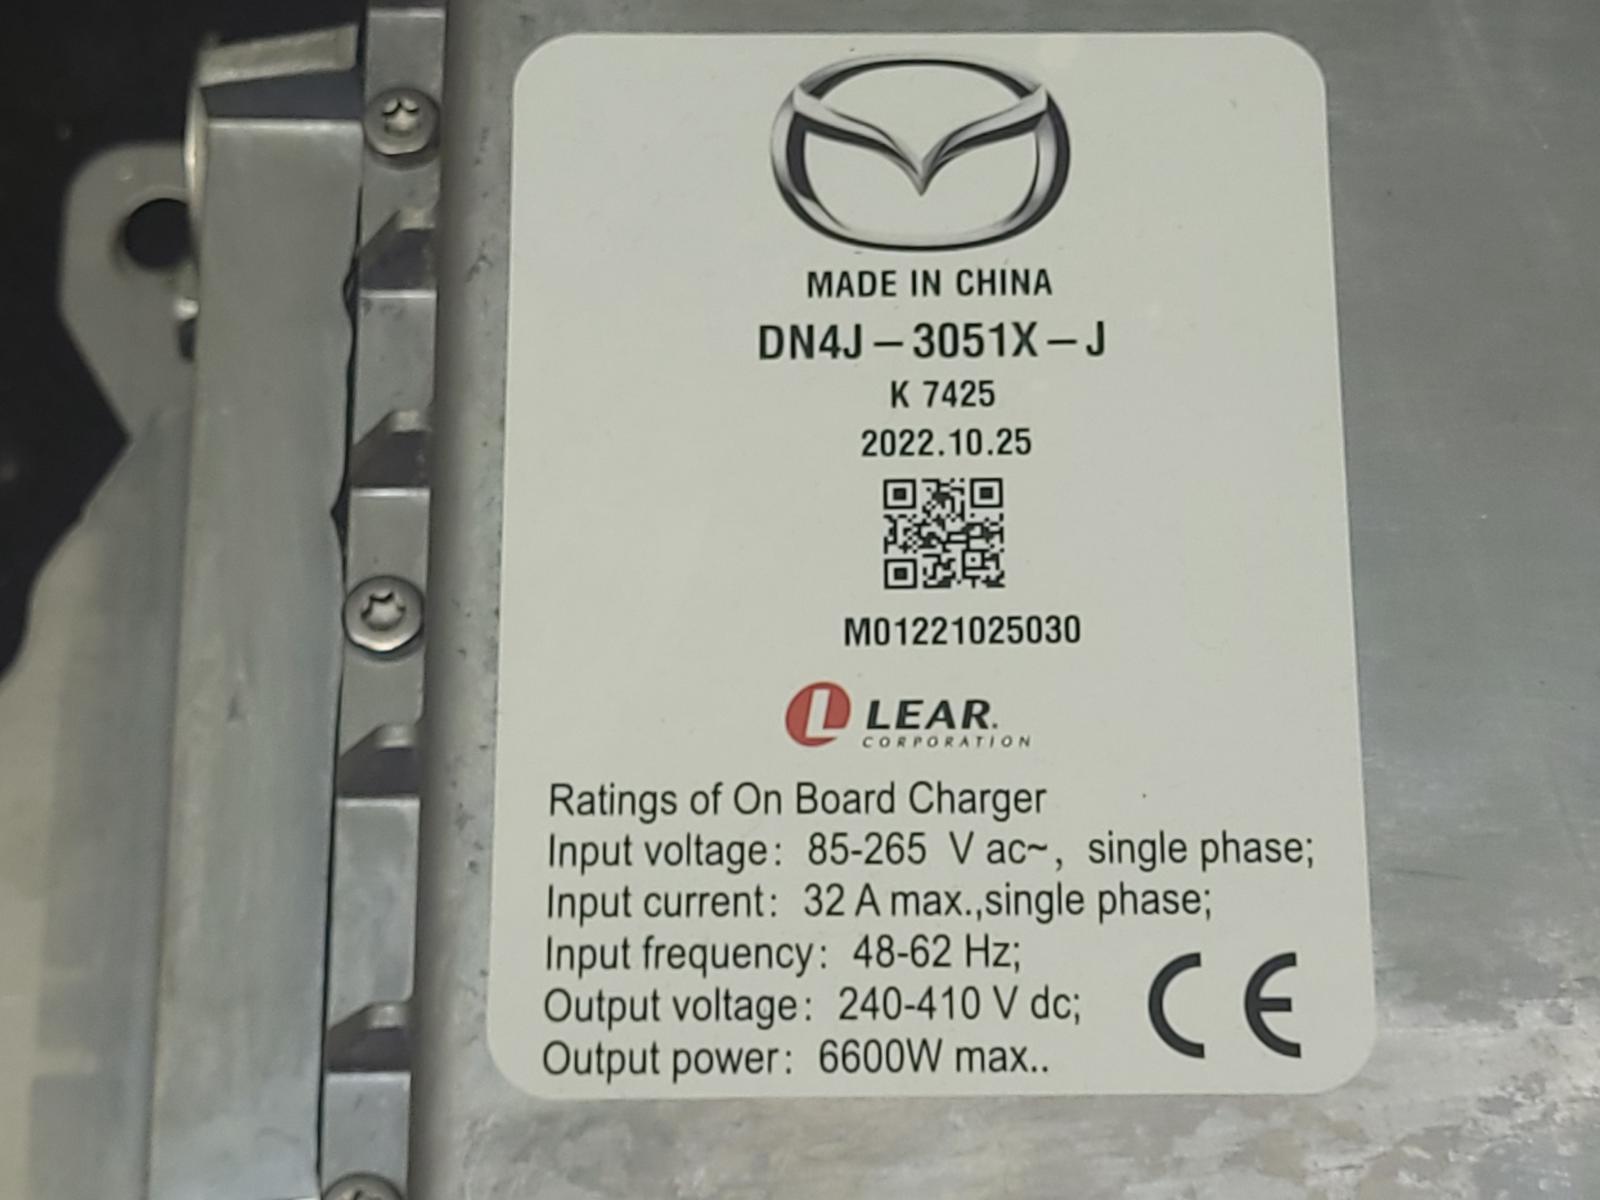 MADE IN CHINA
DN4J-3051X-J
K 7425
2022.10.25
M01221025030
L LEAR.
CORPORATION
Ratings of On Board Charger
Input voltage: 85-265 V ac~, single phase;
Input current: 32 A max.,single phase;
Input frequency: 48-62 Hz;
Output voltage: 240-410 V dc;
Output power: 6600W max..
CE